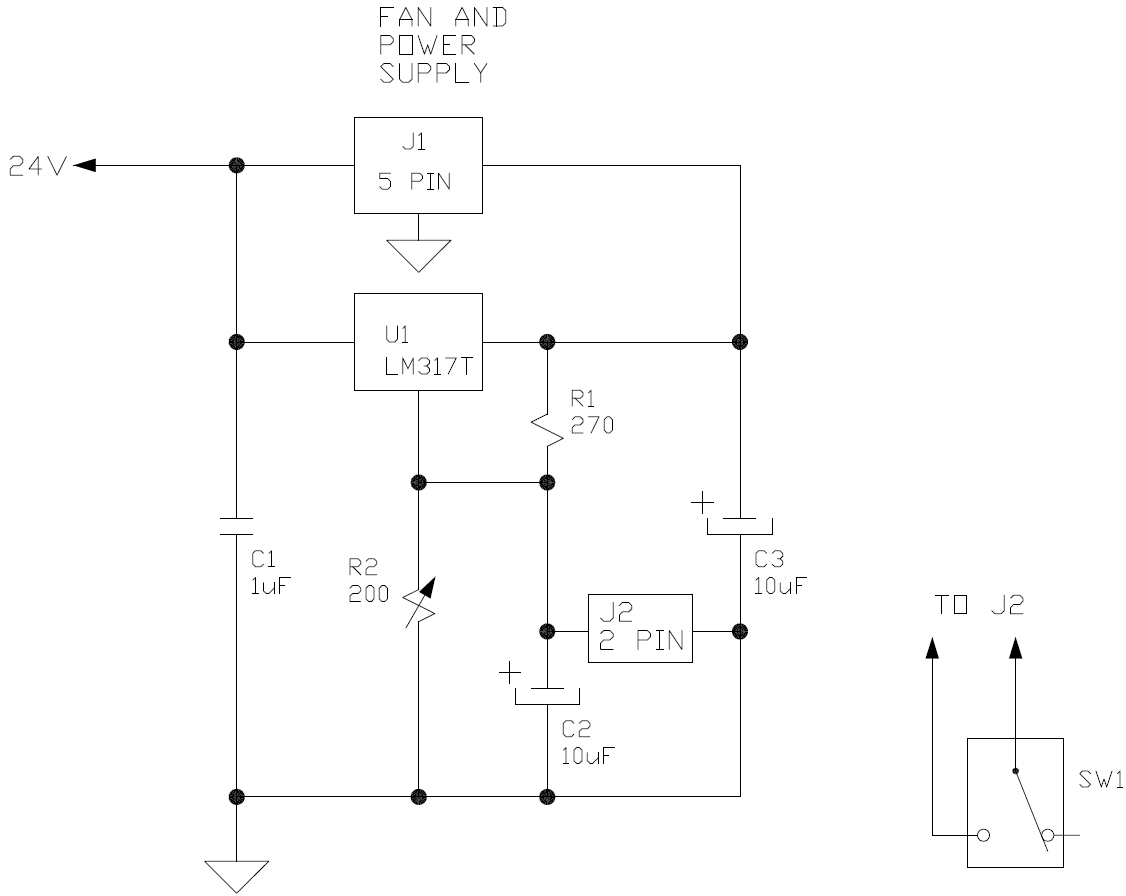 FAN AND
POWER
SUPPLY
24V
J1
5 PIN
U1
LM317T
R1
270
+
C1
1uF
R2
200
C3
10uF
J2
2 PIN
+
C2
10uF
TO J2
SW1